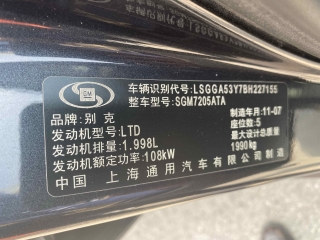 车辆识别代号:LSGGA53Y7BH227155
整车型号:SGM7205ATA
品牌:别克
制造年月:11-07
发动机型号:LTD
座位数:5
发动机排量:1.998L
最大设计总质量
1990kg
发动机额定功率:108kW
中国 上海通用汽车有限公司